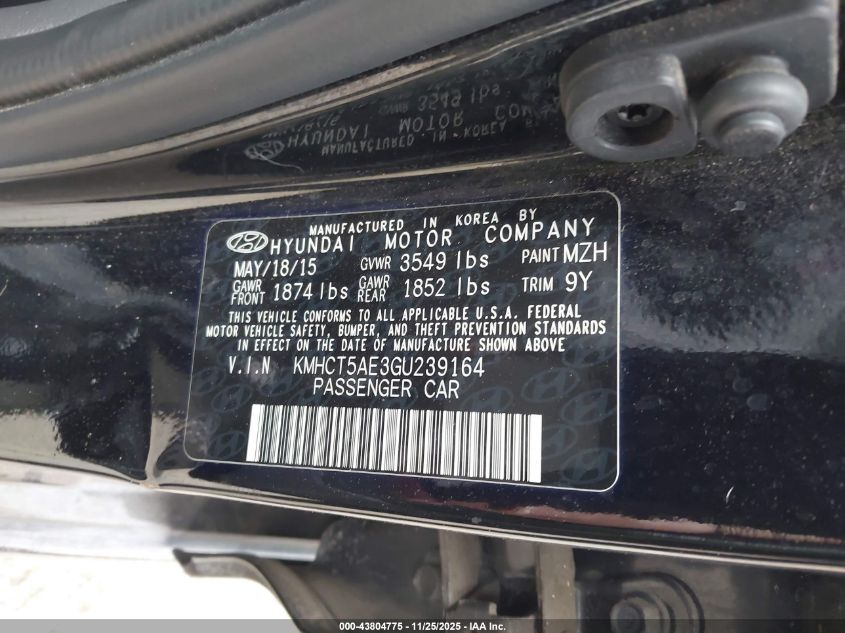 MANUFACTURED IN KOREA BY
HYUNDAI MOTOR COMPANY
MAY/18/15 GVWR 3549 lbs PAINT MZH
GAWR FRONT 1874 lbs GAWR REAR 1852 lbs TRIM 9Y
THIS VEHICLE CONFORMS TO ALL APPLICABLE U.S.A. FEDERAL
MOTOR VEHICLE SAFETY, BUMPER, AND THEFT PREVENTION STANDARDS
IN EFFECT ON THE DATE OF MANUFACTURE SHOWN ABOVE
V.I.N KMHCT5AE3GU239164
PASSENGER CAR
000-43804775 - 11/25/2025 - IAA Inc.